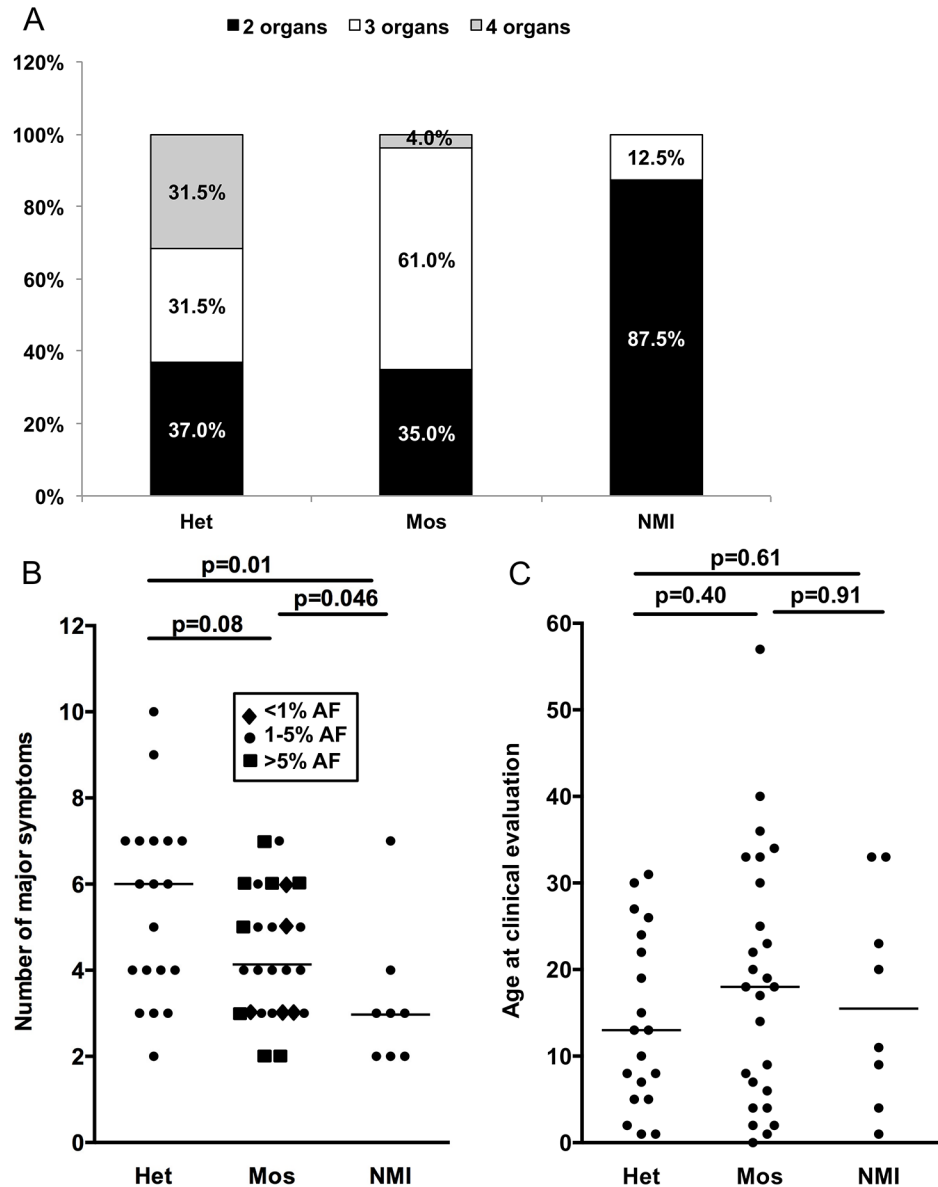 A
2 organs 3 organs 4 organs
120%
100%
80%
60%
40%
20%
0%
31.5%
31.5%
37.0%
4.0%
61.0%
35.0%
12.5%
87.5%
Het Mos NMI
B
p=0.01
p=0.046
p=0.08
<1% AF
1-5% AF
>5% AF
Number of major symptoms
12
10
8
6
4
2
0
Het Mos NMI
C
p=0.61
p=0.40 p=0.91
Age at clinical evaluation
60
50
40
30
20
10
0
Het Mos NMI